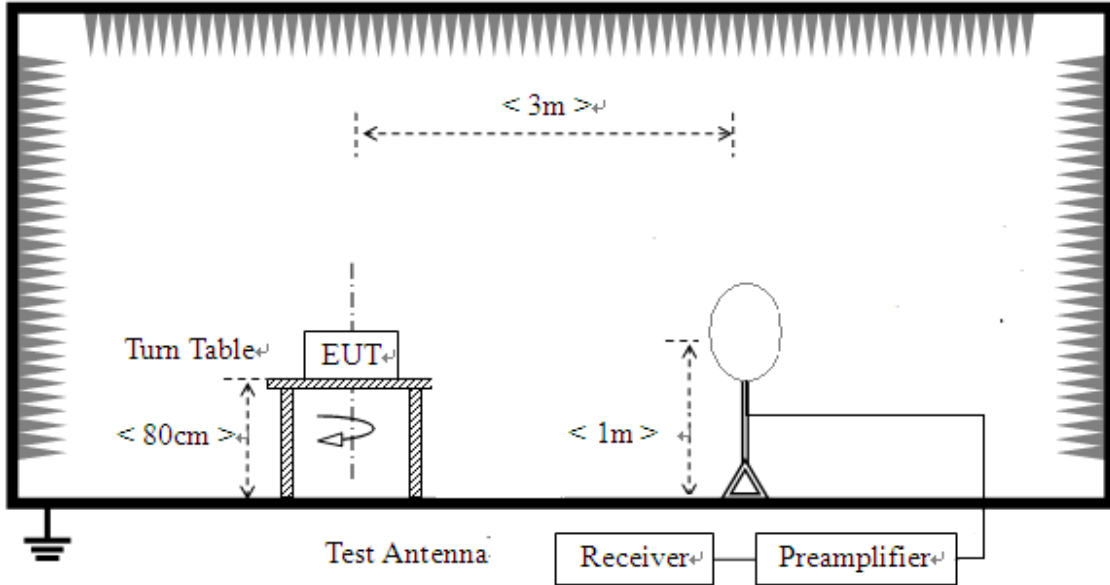 < 3m >↵
Turn Table↵
EUT↵
< 80cm >↵
< 1m >↵
Test Antenna
Receiver↵
Preamplifier↵